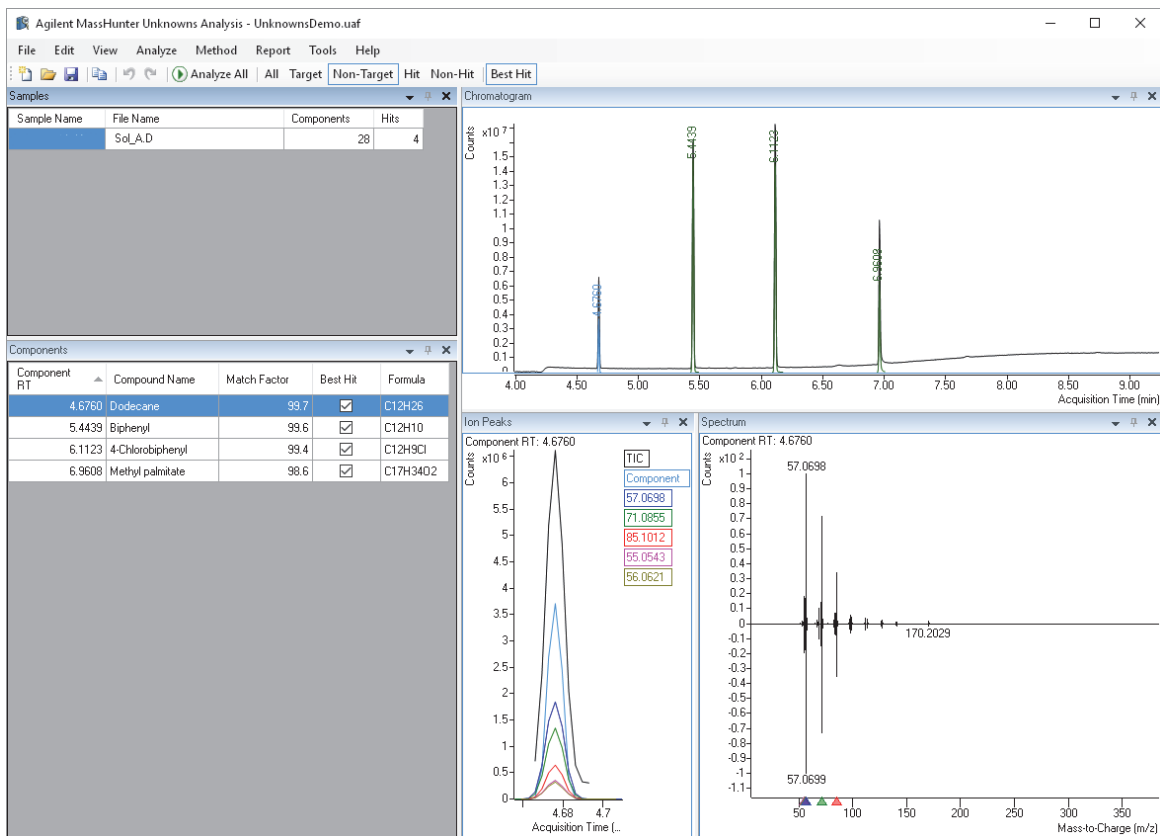 Agilent MassHunter Unknowns Analysis - UnknownsDemo.uaf
File Edit View Analyze Method Report Tools Help
Analyze All All Target Non-Target Hit Non-Hit Best Hit
Samples
Sample Name File Name Components Hits
Sol_A.D 28 4
Components
Component RT Compound Name Match Factor Best Hit Formula
4.6760 Dodecane 99.7 C12H26
5.4439 Biphenyl 99.6 C12H10
6.1123 4-Chlorobiphenyl 99.4 C12H9Cl
6.9608 Methyl palmitate 98.6 C17H34O2
Chromatogram
Counts
x10 7
1.5
1.4
1.3
1.2
1.1
1
0.9
0.8
0.7
0.6
0.5
0.4
0.3
0.2
0.1
0
4.6760
5.4439
6.1123
6.9608
4.00 4.50 5.00 5.50 6.00 6.50 7.00 7.50 8.00 8.50 9.00
Acquisition Time (min)
Ion Peaks
Component RT: 4.6760
Counts
x10 6
6
5.5
5
4.5
4
3.5
3
2.5
2
1.5
1
0.5
0
TIC
Component
57.0698
71.0855
85.1012
55.0543
56.0621
4.68 4.7
Acquisition Time (...
Spectrum
Component RT: 4.6760
Counts
x10 2
1
0.9
0.8
0.7
0.6
0.5
0.4
0.3
0.2
0.1
0
-0.1
-0.2
-0.3
-0.4
-0.5
-0.6
-0.7
-0.8
-0.9
-1
-1.1
57.0698
170.2029
57.0699
50 100 150 200 250 300 350
Mass-to-Charge (m/z)